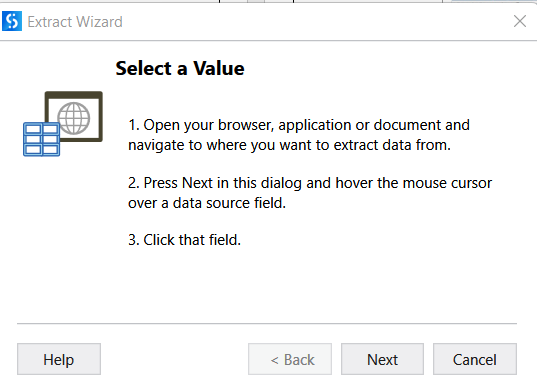 Extract Wizard
Select a Value
1. Open your browser, application or document and
navigate to where you want to extract data from.
2. Press Next in this dialog and hover the mouse cursor
over a data source field.
3. Click that field.
Help
< Back
Next
Cancel